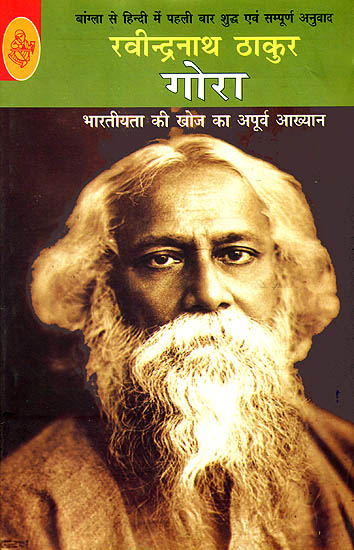 बांग्ला से हिन्दी में पहली बार शुद्ध एवं सम्पूर्ण अनुवाद
रवीन्द्रनाथ ठाकुर
गोरा
भारतीयता की खोज का अपूर्व आख्यान